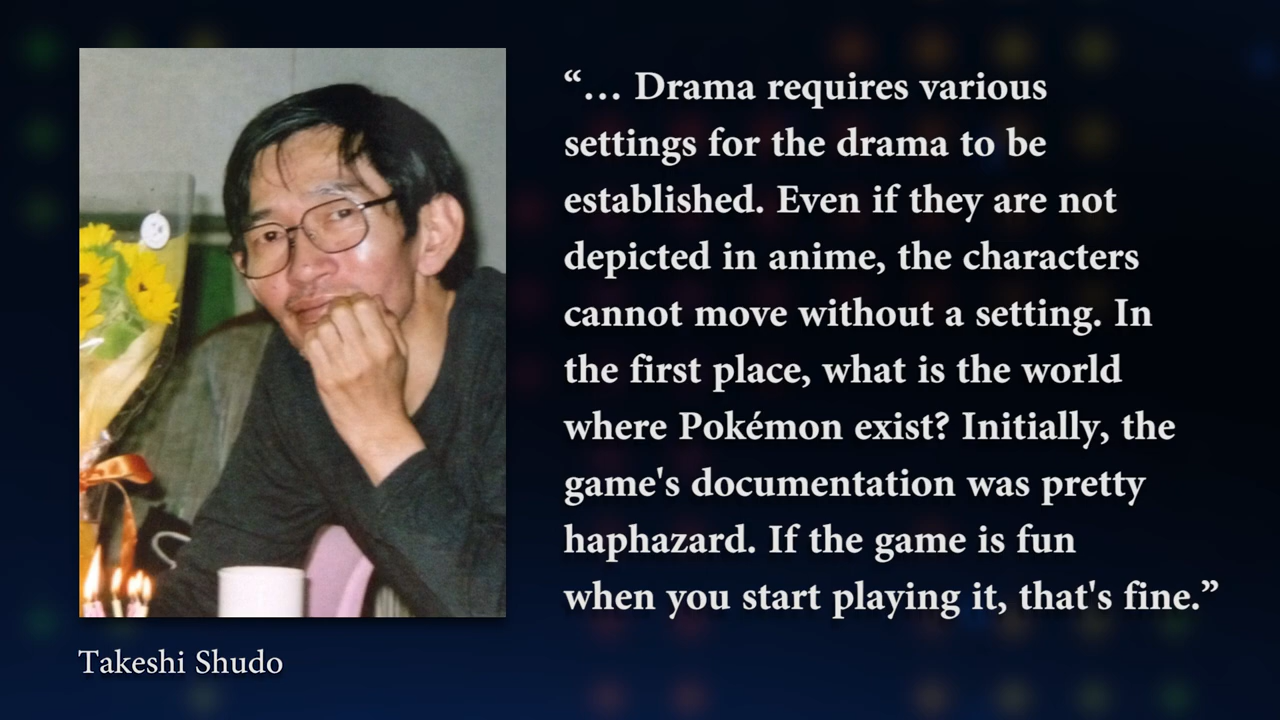 “… Drama requires various
settings for the drama to be
established. Even if they are not
depicted in anime, the characters
cannot move without a setting. In
the first place, what is the world
where Pokémon exist? Initially, the
game's documentation was pretty
haphazard. If the game is fun
when you start playing it, that's fine.”
Takeshi Shudo